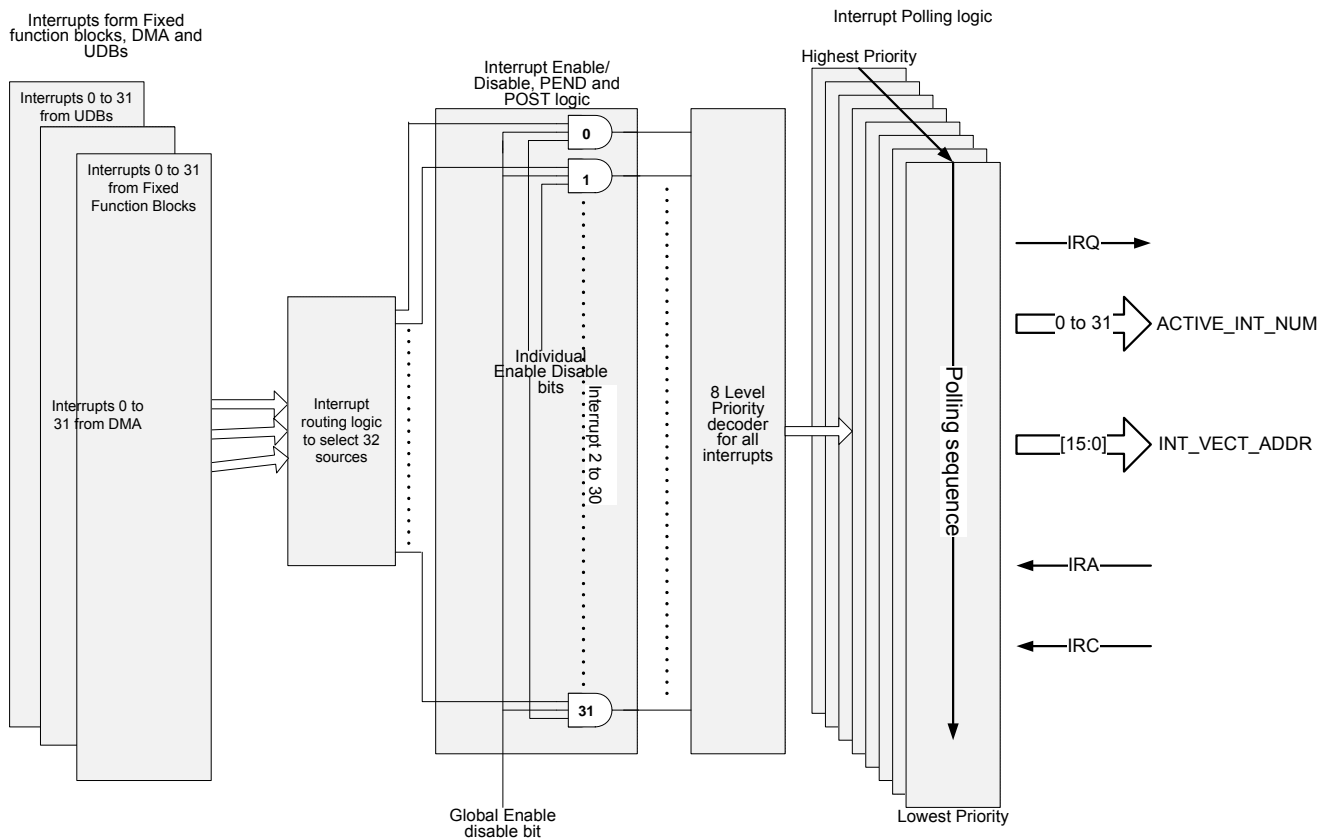 Interrupts form Fixed
function blocks, DMA and
UDBs
Interrupts 0 to 31
from UDBs
Interrupts 0 to 31
from Fixed
Function Blocks
Interrupts 0 to
31 from DMA
Interrupt
routing logic
to select 32
sources
Interrupt Enable/
Disable, PEND and
POST logic
0
1
Individual
Enable Disable
bits
Interrupt 2 to 30
31
Global Enable
disable bit
8 Level
Priority
decoder
for all
interrupts
Interrupt Polling logic
Highest Priority
Polling sequence
Lowest Priority
IRQ
0 to 31
ACTIVE_INT_NUM
[15:0]
INT_VECT_ADDR
IRA
IRC